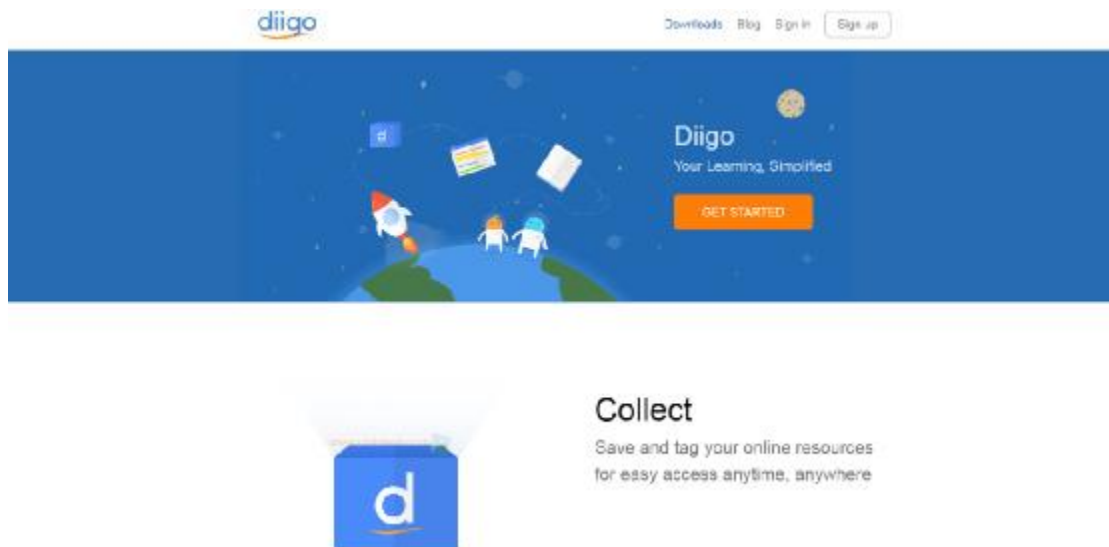 diigo
Downloads Blog Sign in Sign up
d
Diigo
Your Learning, Simplified
GET STARTED
Collect
Save and tag your online resources
for easy access anytime, anywhere
d